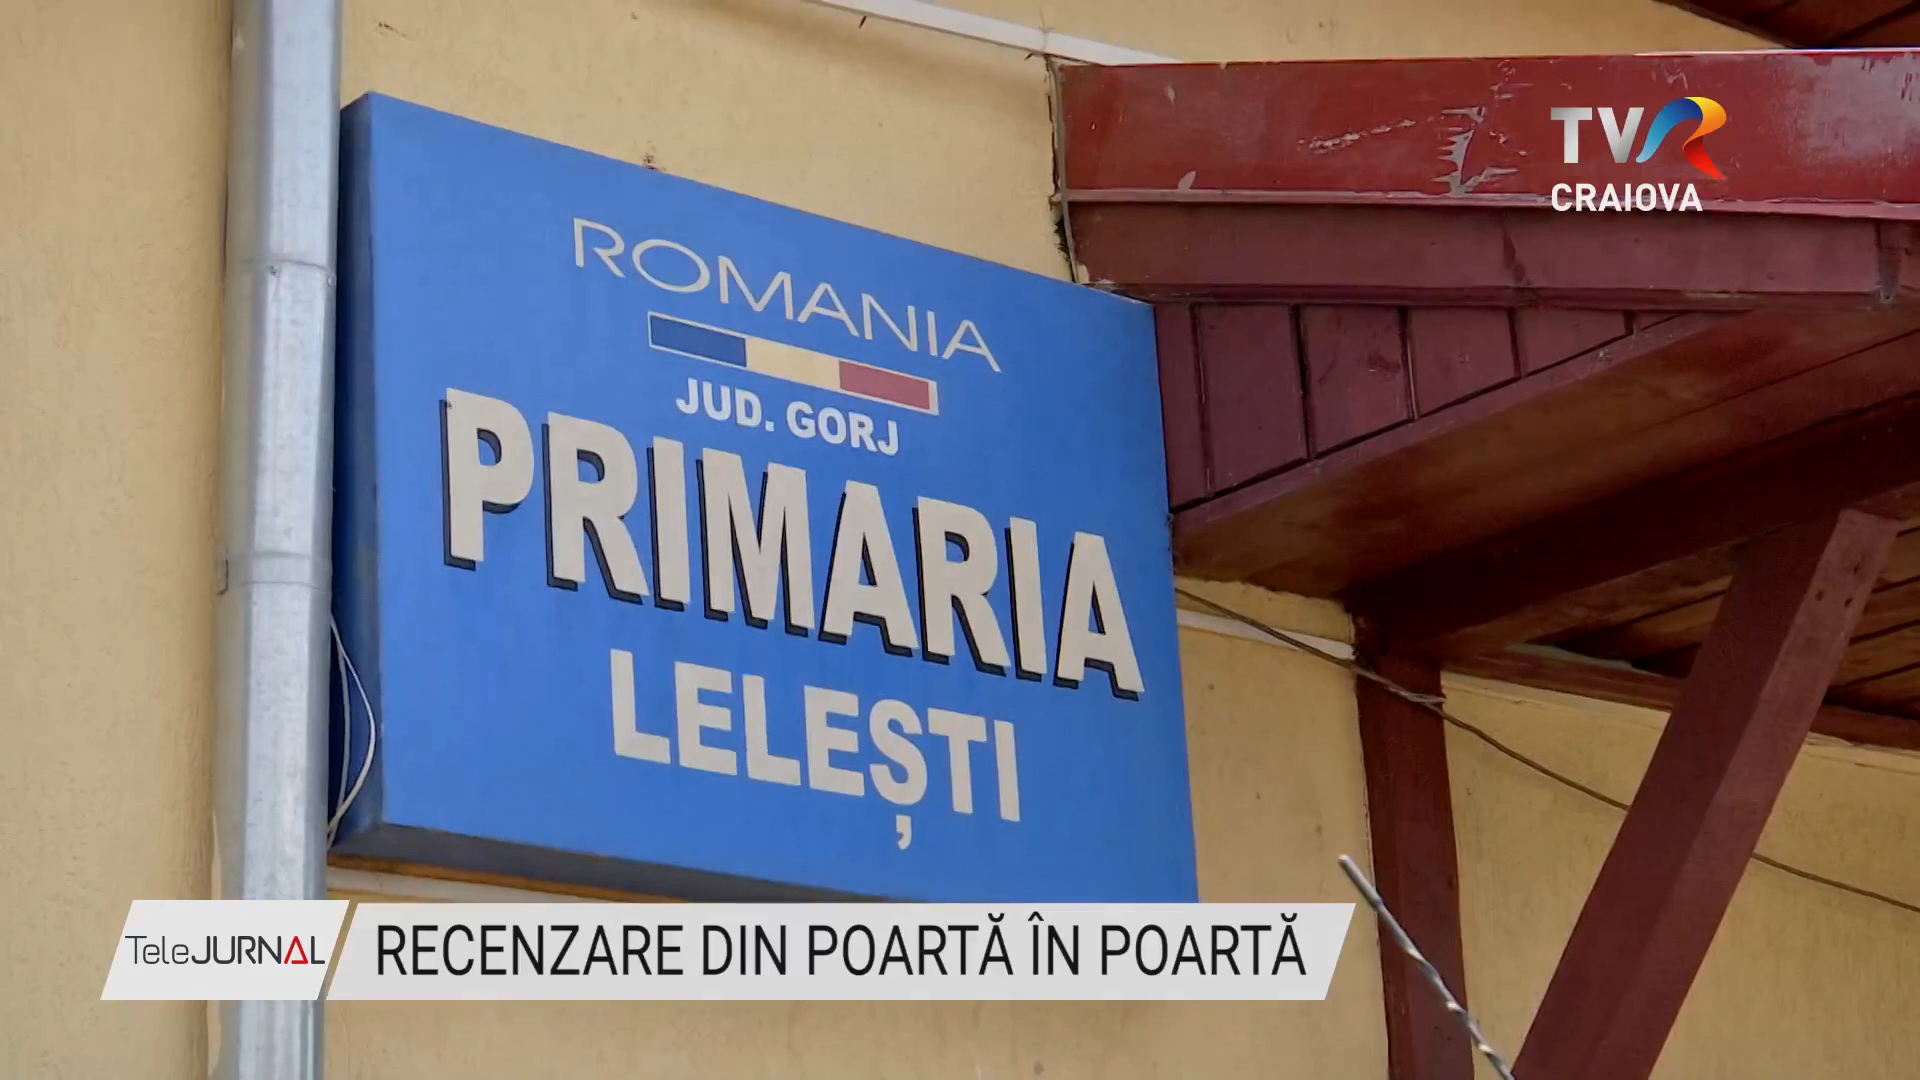 TVR
CRAIOVA
ROMANIA
JUD. GORJ
PRIMARIA
LELEȘTI
TeleJURNAL
RECENZARE DIN POARTĂ ÎN POARTĂ